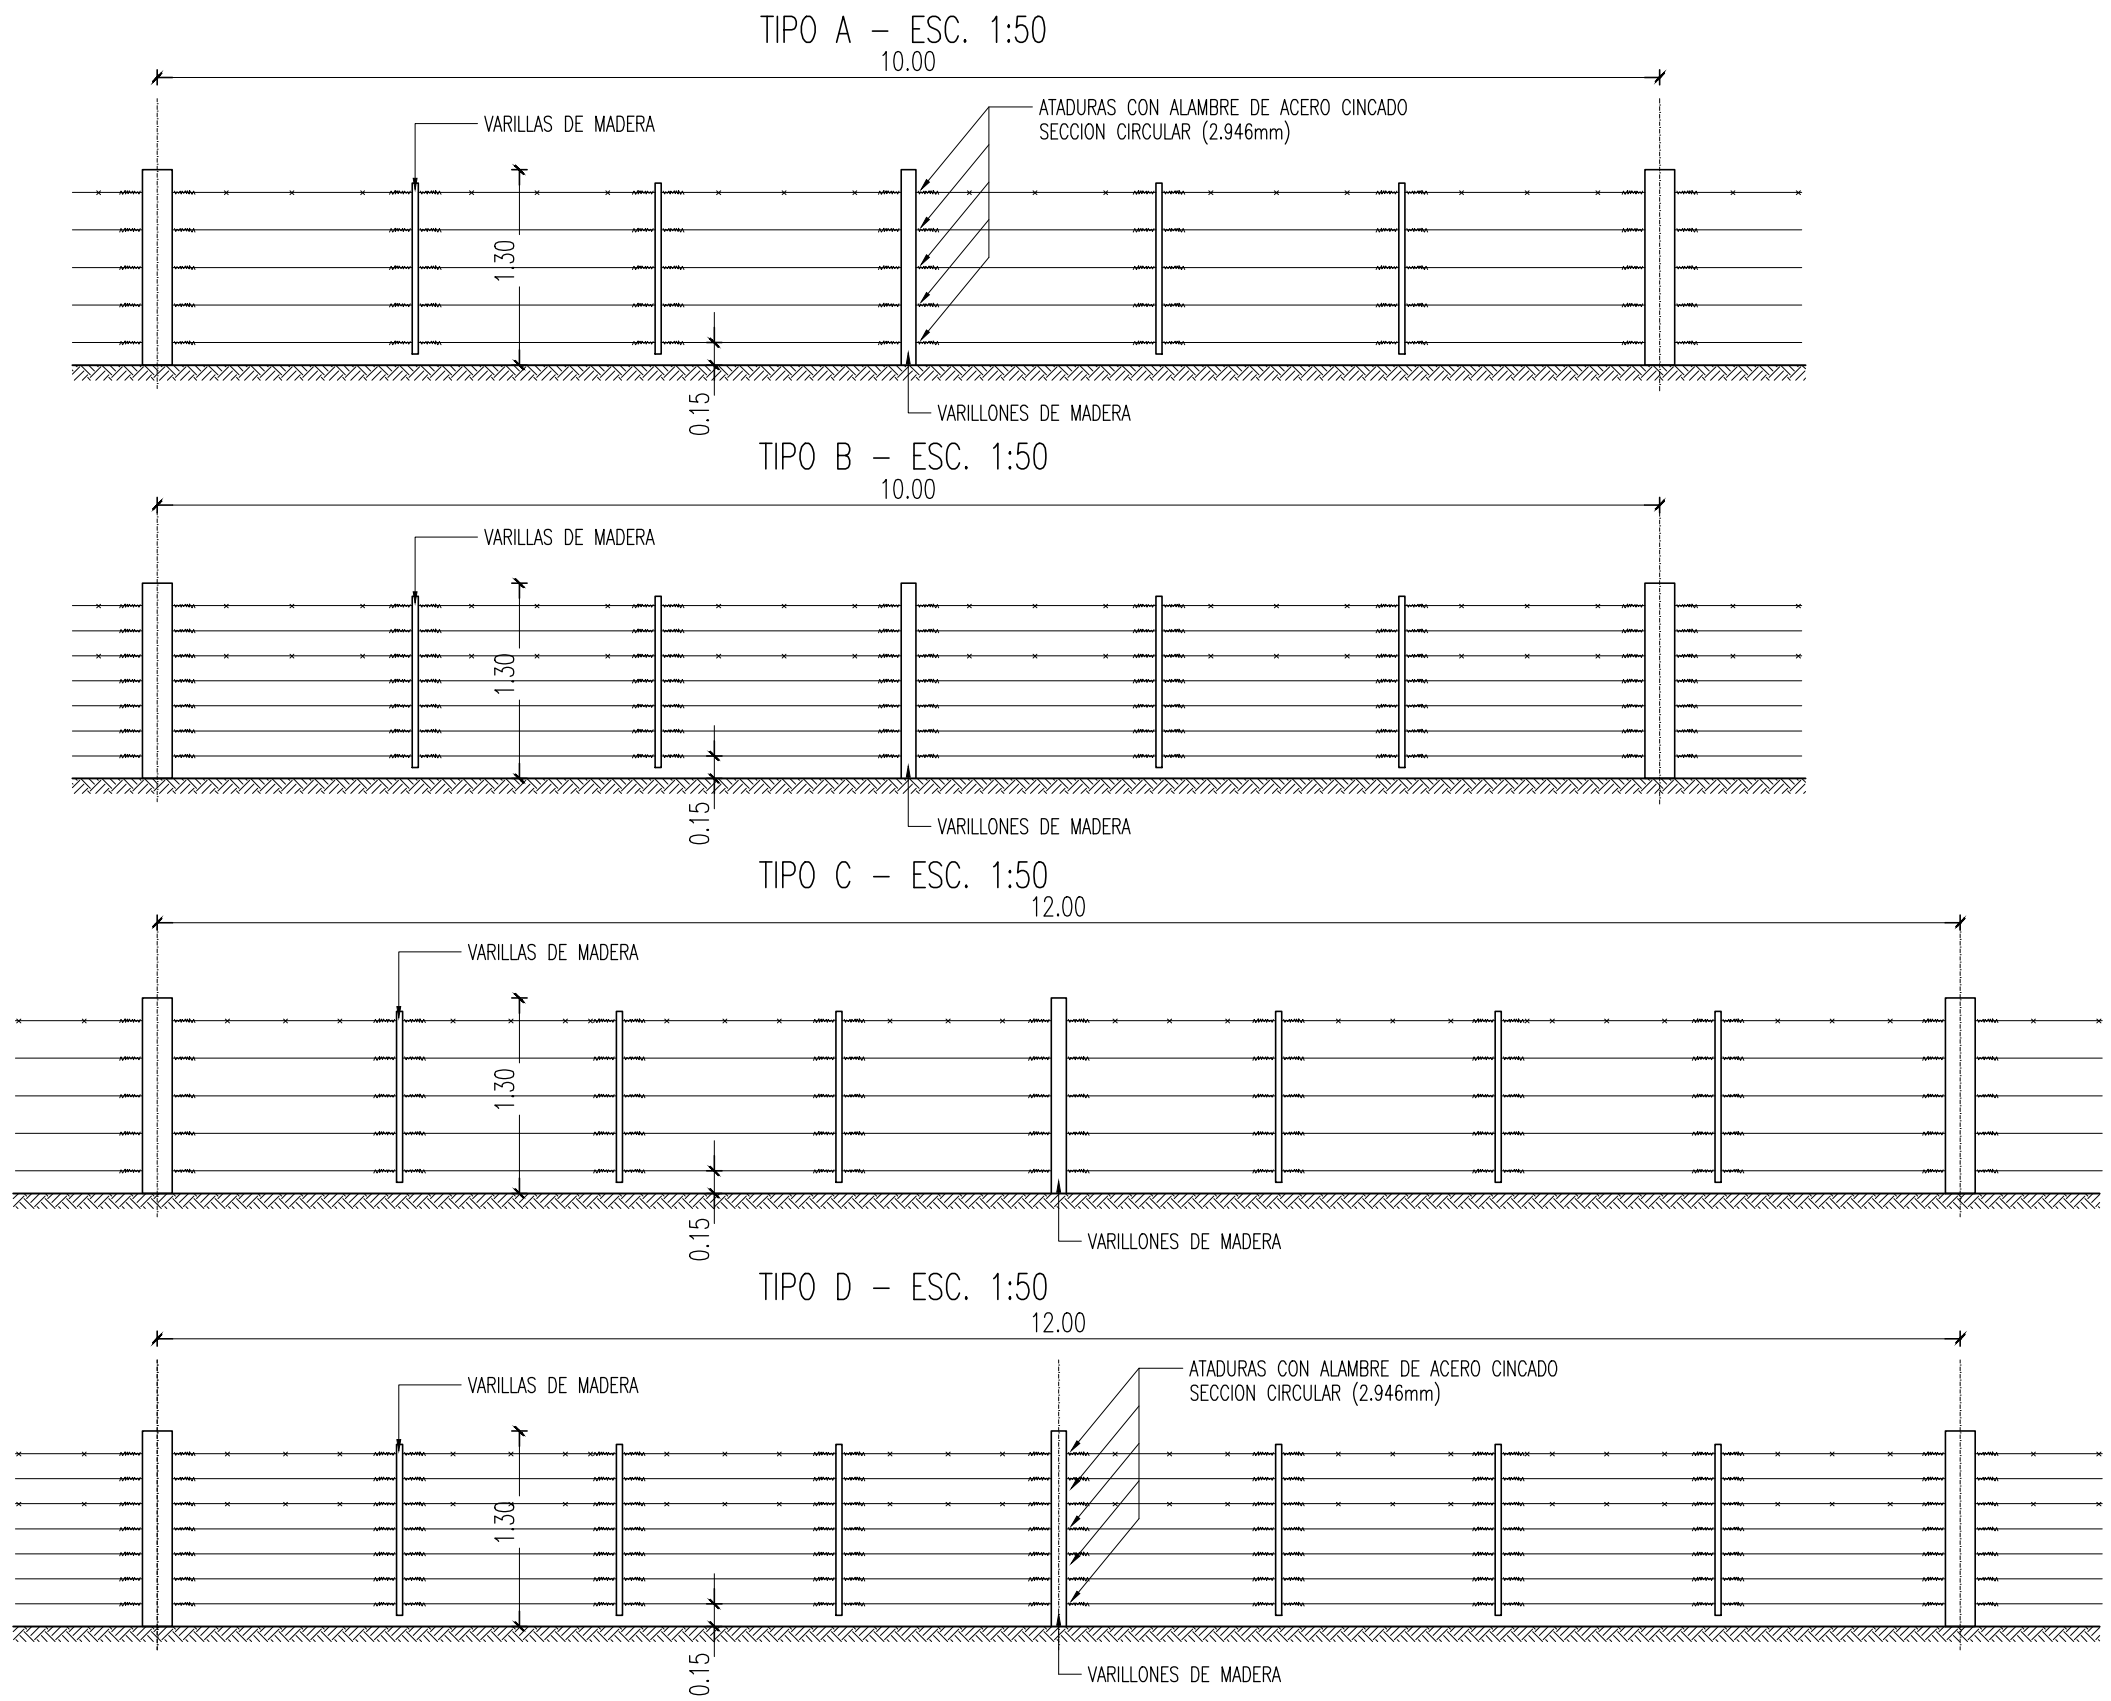 TIPO A - ESC. 1:50
10.00
VARILLAS DE MADERA
ATADURAS CON ALAMBRE DE ACERO CINCADO
SECCION CIRCULAR (2.946mm)
1.30
0.15
VARILLONES DE MADERA
TIPO B - ESC. 1:50
10.00
VARILLAS DE MADERA
1.30
0.15
VARILLONES DE MADERA
TIPO C - ESC. 1:50
12.00
VARILLAS DE MADERA
1.30
0.15
VARILLONES DE MADERA
TIPO D - ESC. 1:50
12.00
VARILLAS DE MADERA
ATADURAS CON ALAMBRE DE ACERO CINCADO
SECCION CIRCULAR (2.946mm)
1.30
0.15
VARILLONES DE MADERA